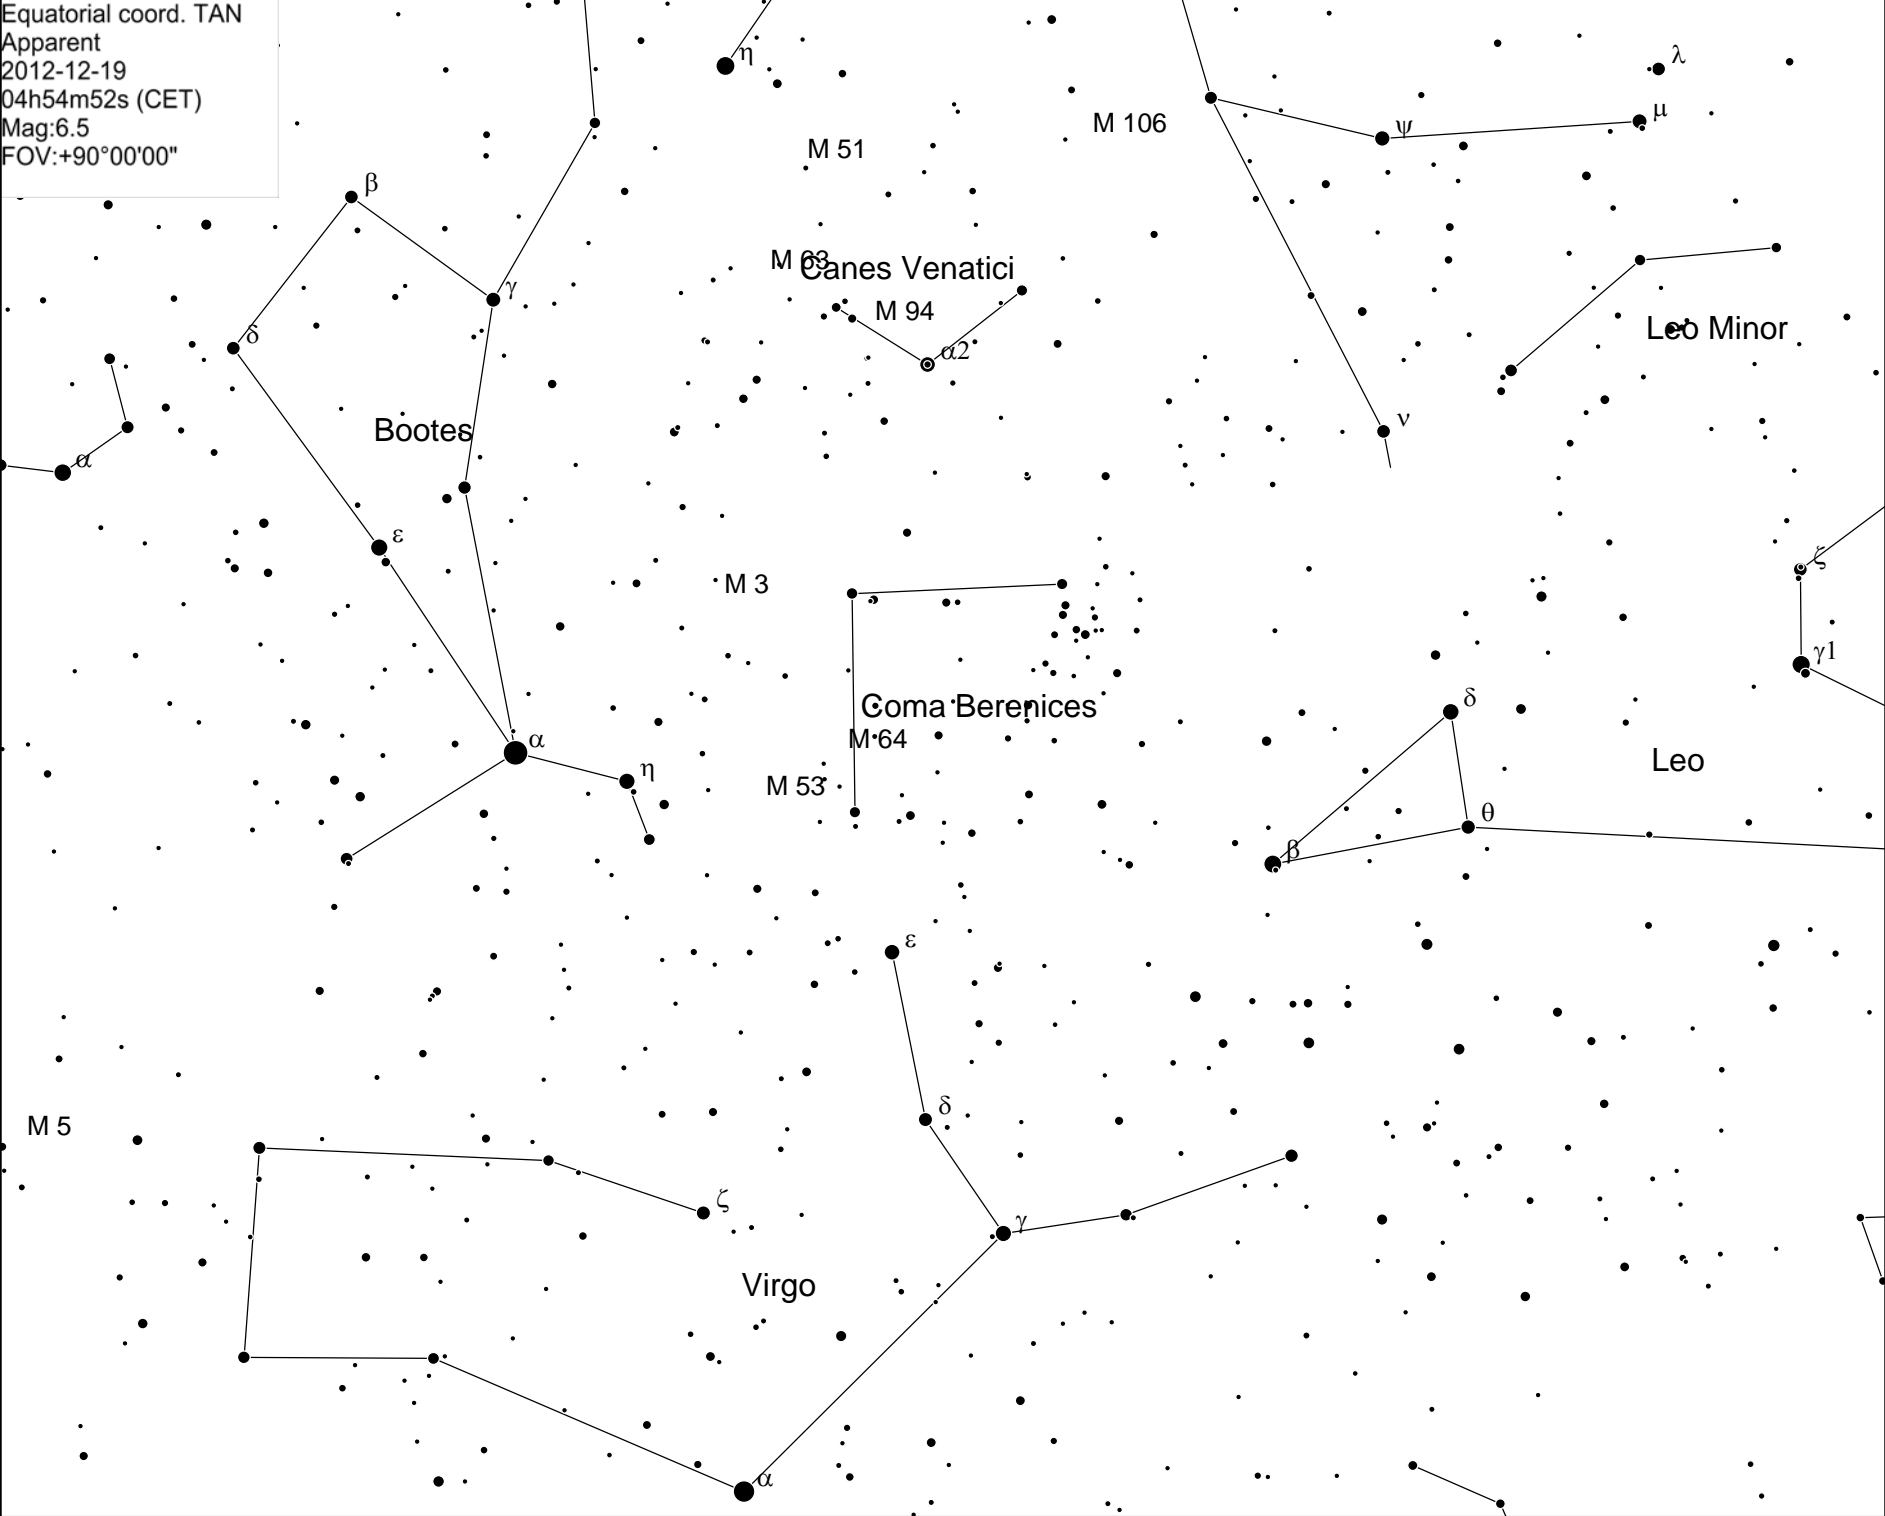 Equatorial coord. TAN
Apparent
2012-12-19
04h54m52s (CET)
Mag:6.5
FOV:+90°00'00"
η
λ
μ
ψ
M 106
M 51
β
M 63
Canes Venatici
γ
M 94
δ
α2
Leo Minor
ν
Bootes
α
ε
ζ
M 3
γ1
δ
Coma Berenices
α
M 64
Leo
η
M 53
θ
β
ε
δ
M 5
ζ
γ
Virgo
α